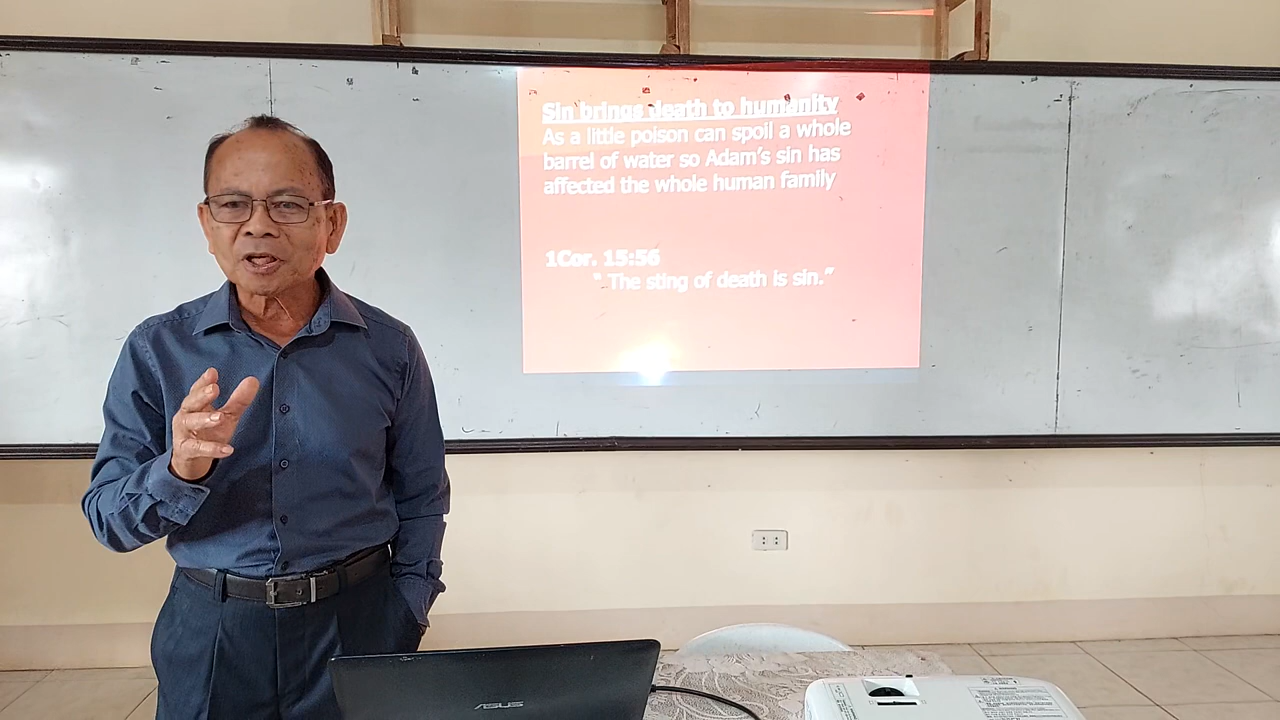 Sin brings death to humanity
As a little poison can spoil a whole
barrel of water so Adam's sin has
affected the whole human family
1Cor. 15:56
“ The sting of death is sin.”
ASUS